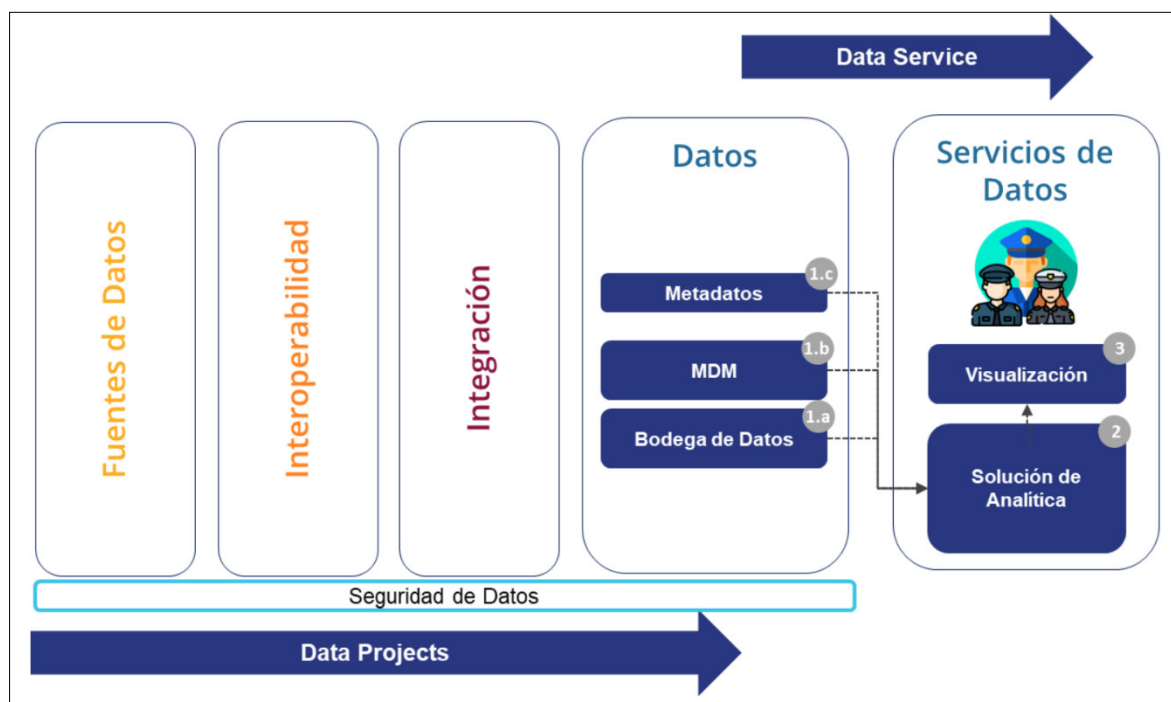 Data Service
Fuentes de Datos
Interoperabilidad
Integración
Datos
Metadatos
1.c
MDM
1.b
Bodega de Datos
1.a
Servicios de
Datos
Visualización
3
Solución de
Analítica
2
Seguridad de Datos
Data Projects